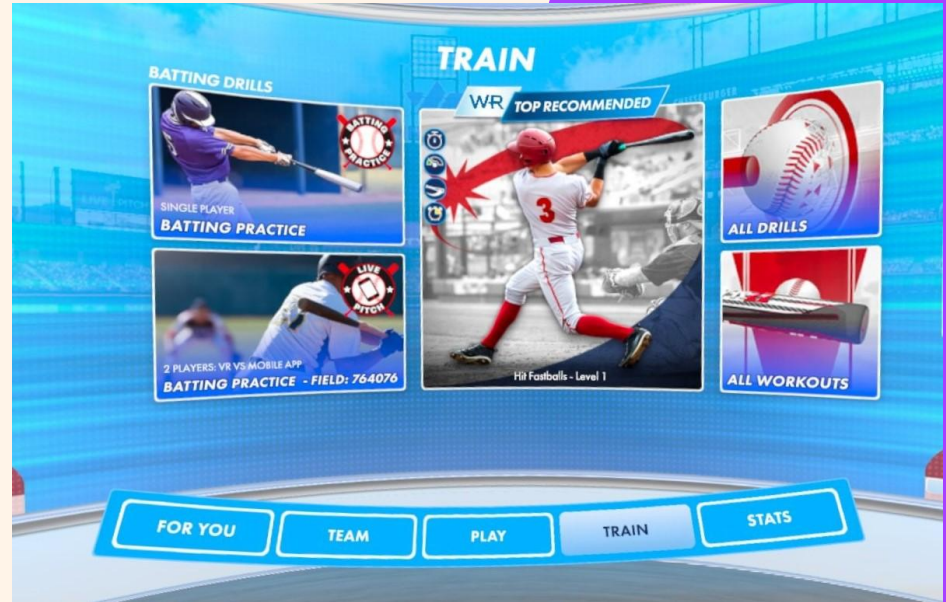 TRAIN
BATTING DRILLS
WR TOP RECOMMENDED
BATTING
PRACTICE
SINGLE PLAYER
BATTING PRACTICE
3
ALL DRILLS
LIVE
PITCH
2 PLAYERS: VR VS MOBILE APP
BATTING PRACTICE - FIELD: 764076
Hit Fastballs - Level 1
ALL WORKOUTS
FOR YOU
TEAM
PLAY
TRAIN
STATS